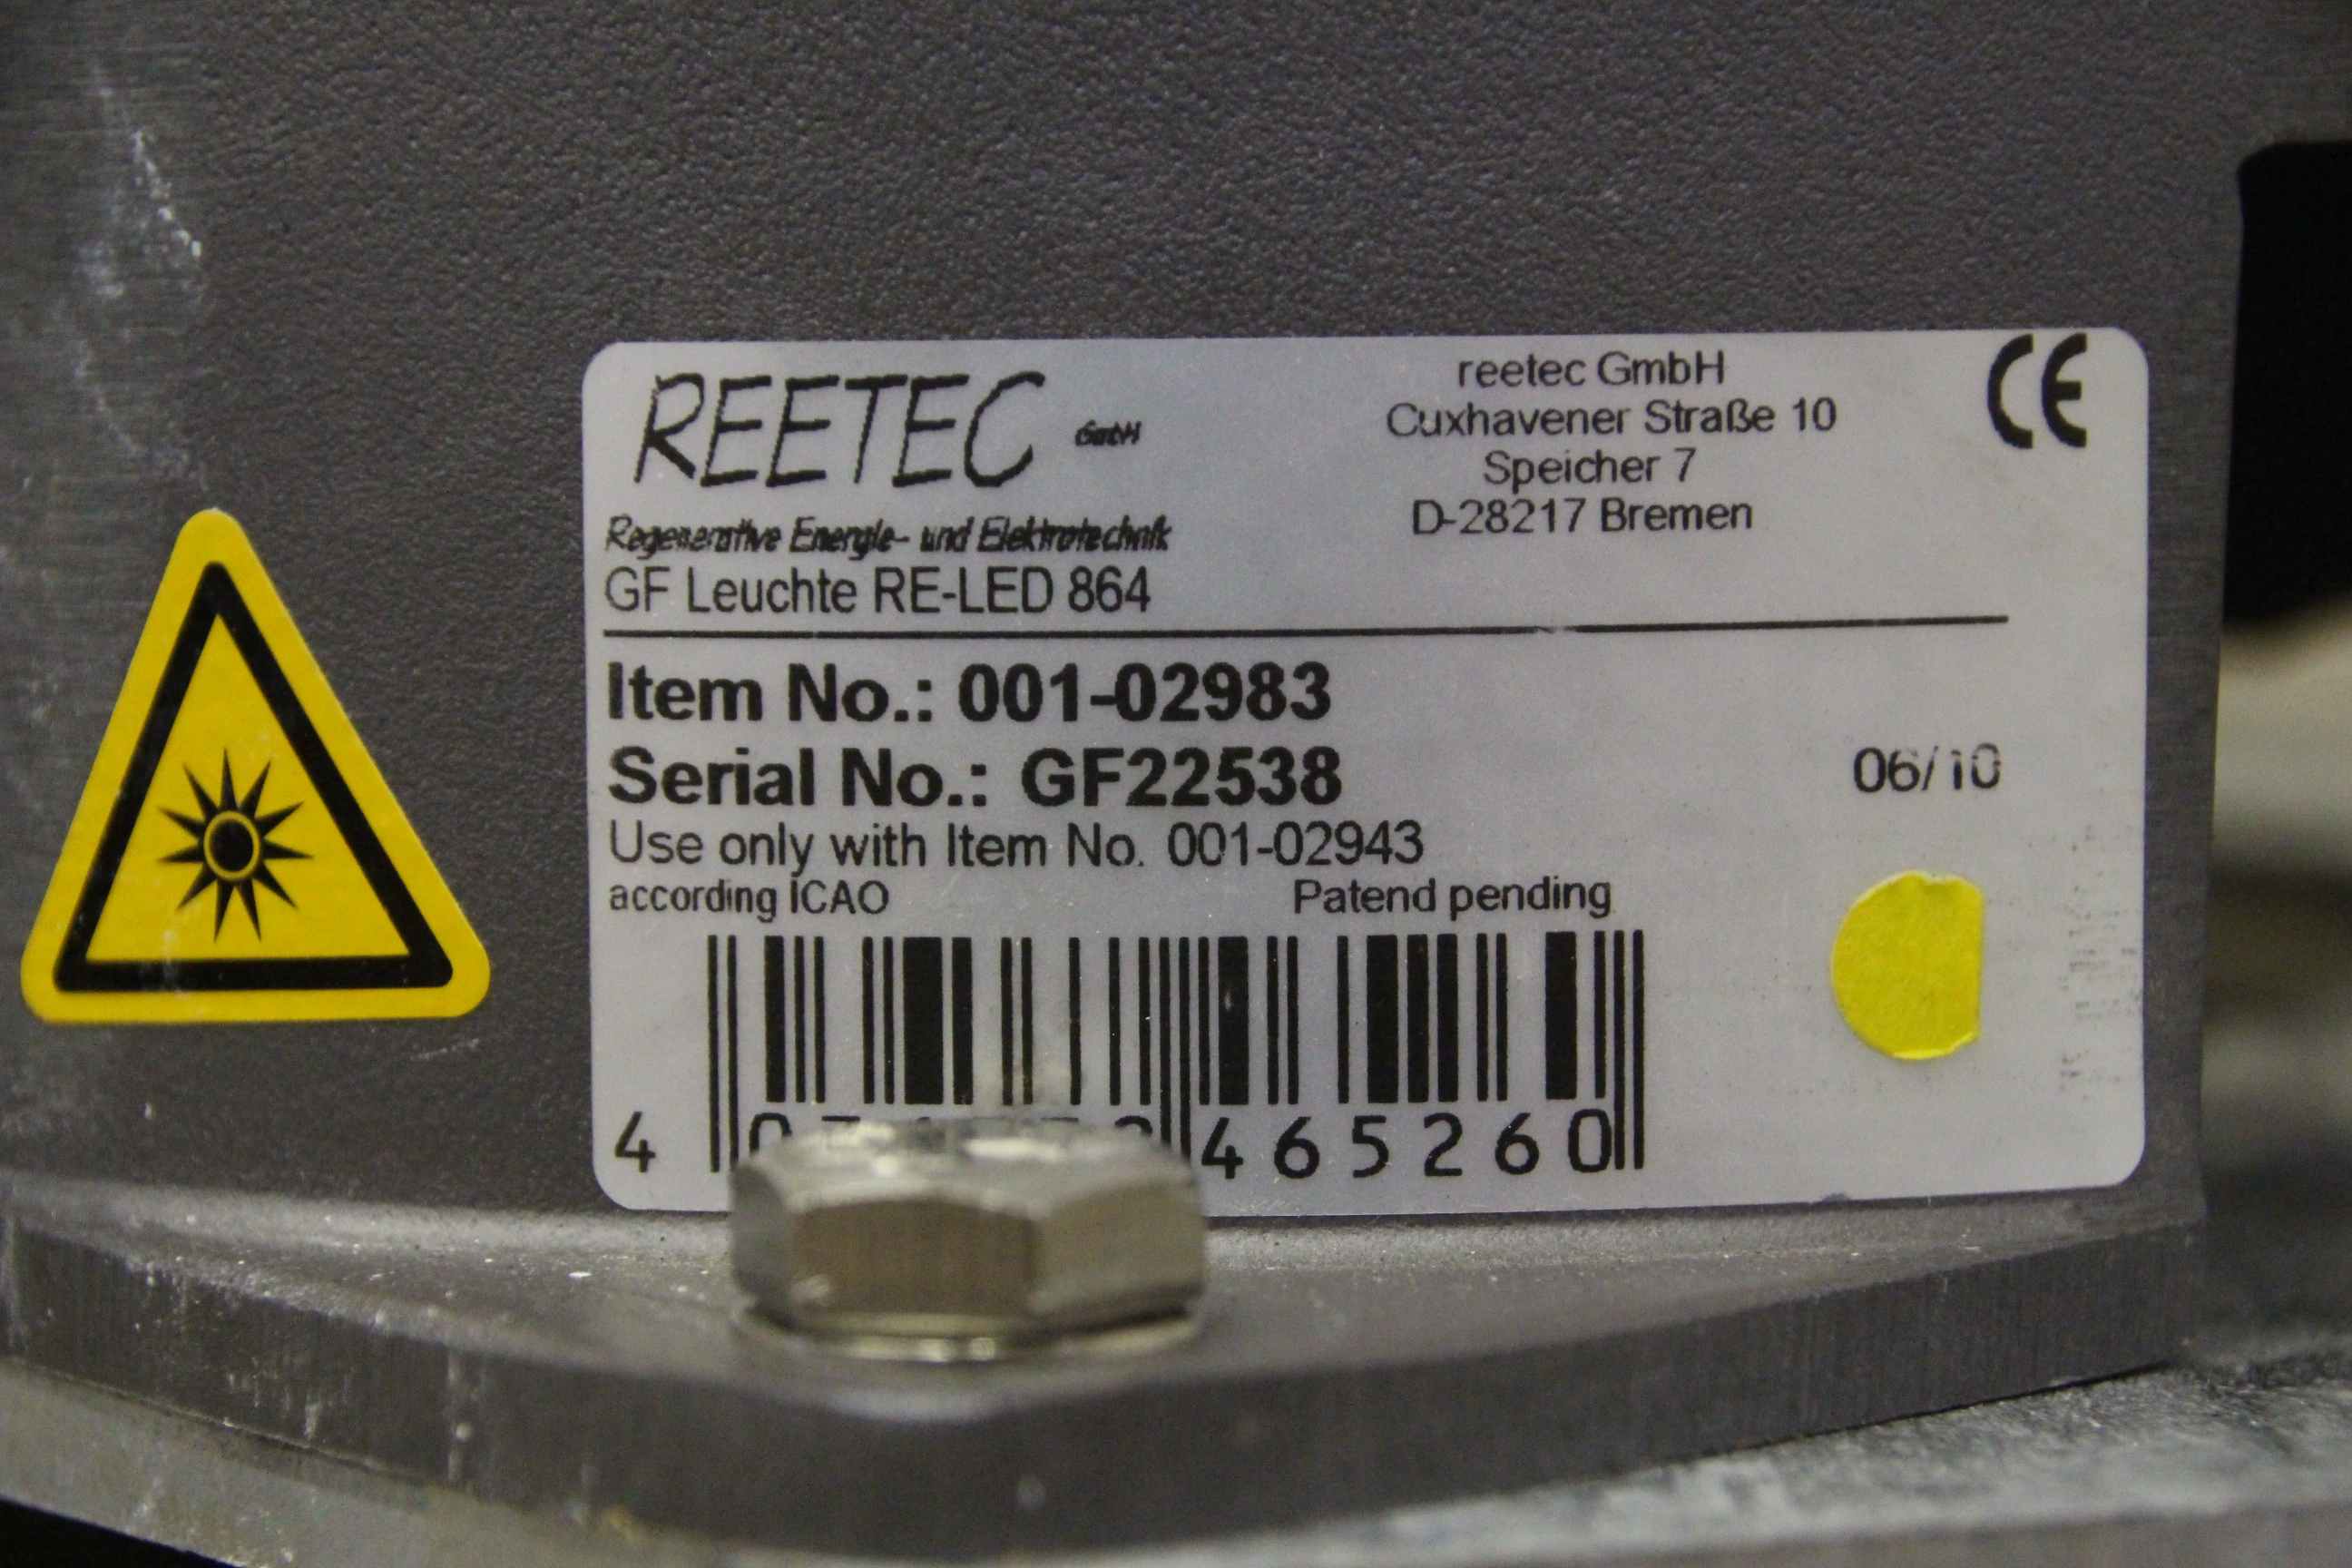 REETEC GmbH
Regenerative Energie- und Elektrotechnik
GF Leuchte RE-LED 864
reetec GmbH
Cuxhavener Straße 10
Speicher 7
D-28217 Bremen
CE
Item No.: 001-02983
Serial No.: GF22538
06/10
Use only with Item No. 001-02943
according ICAO
Patend pending
4 465260